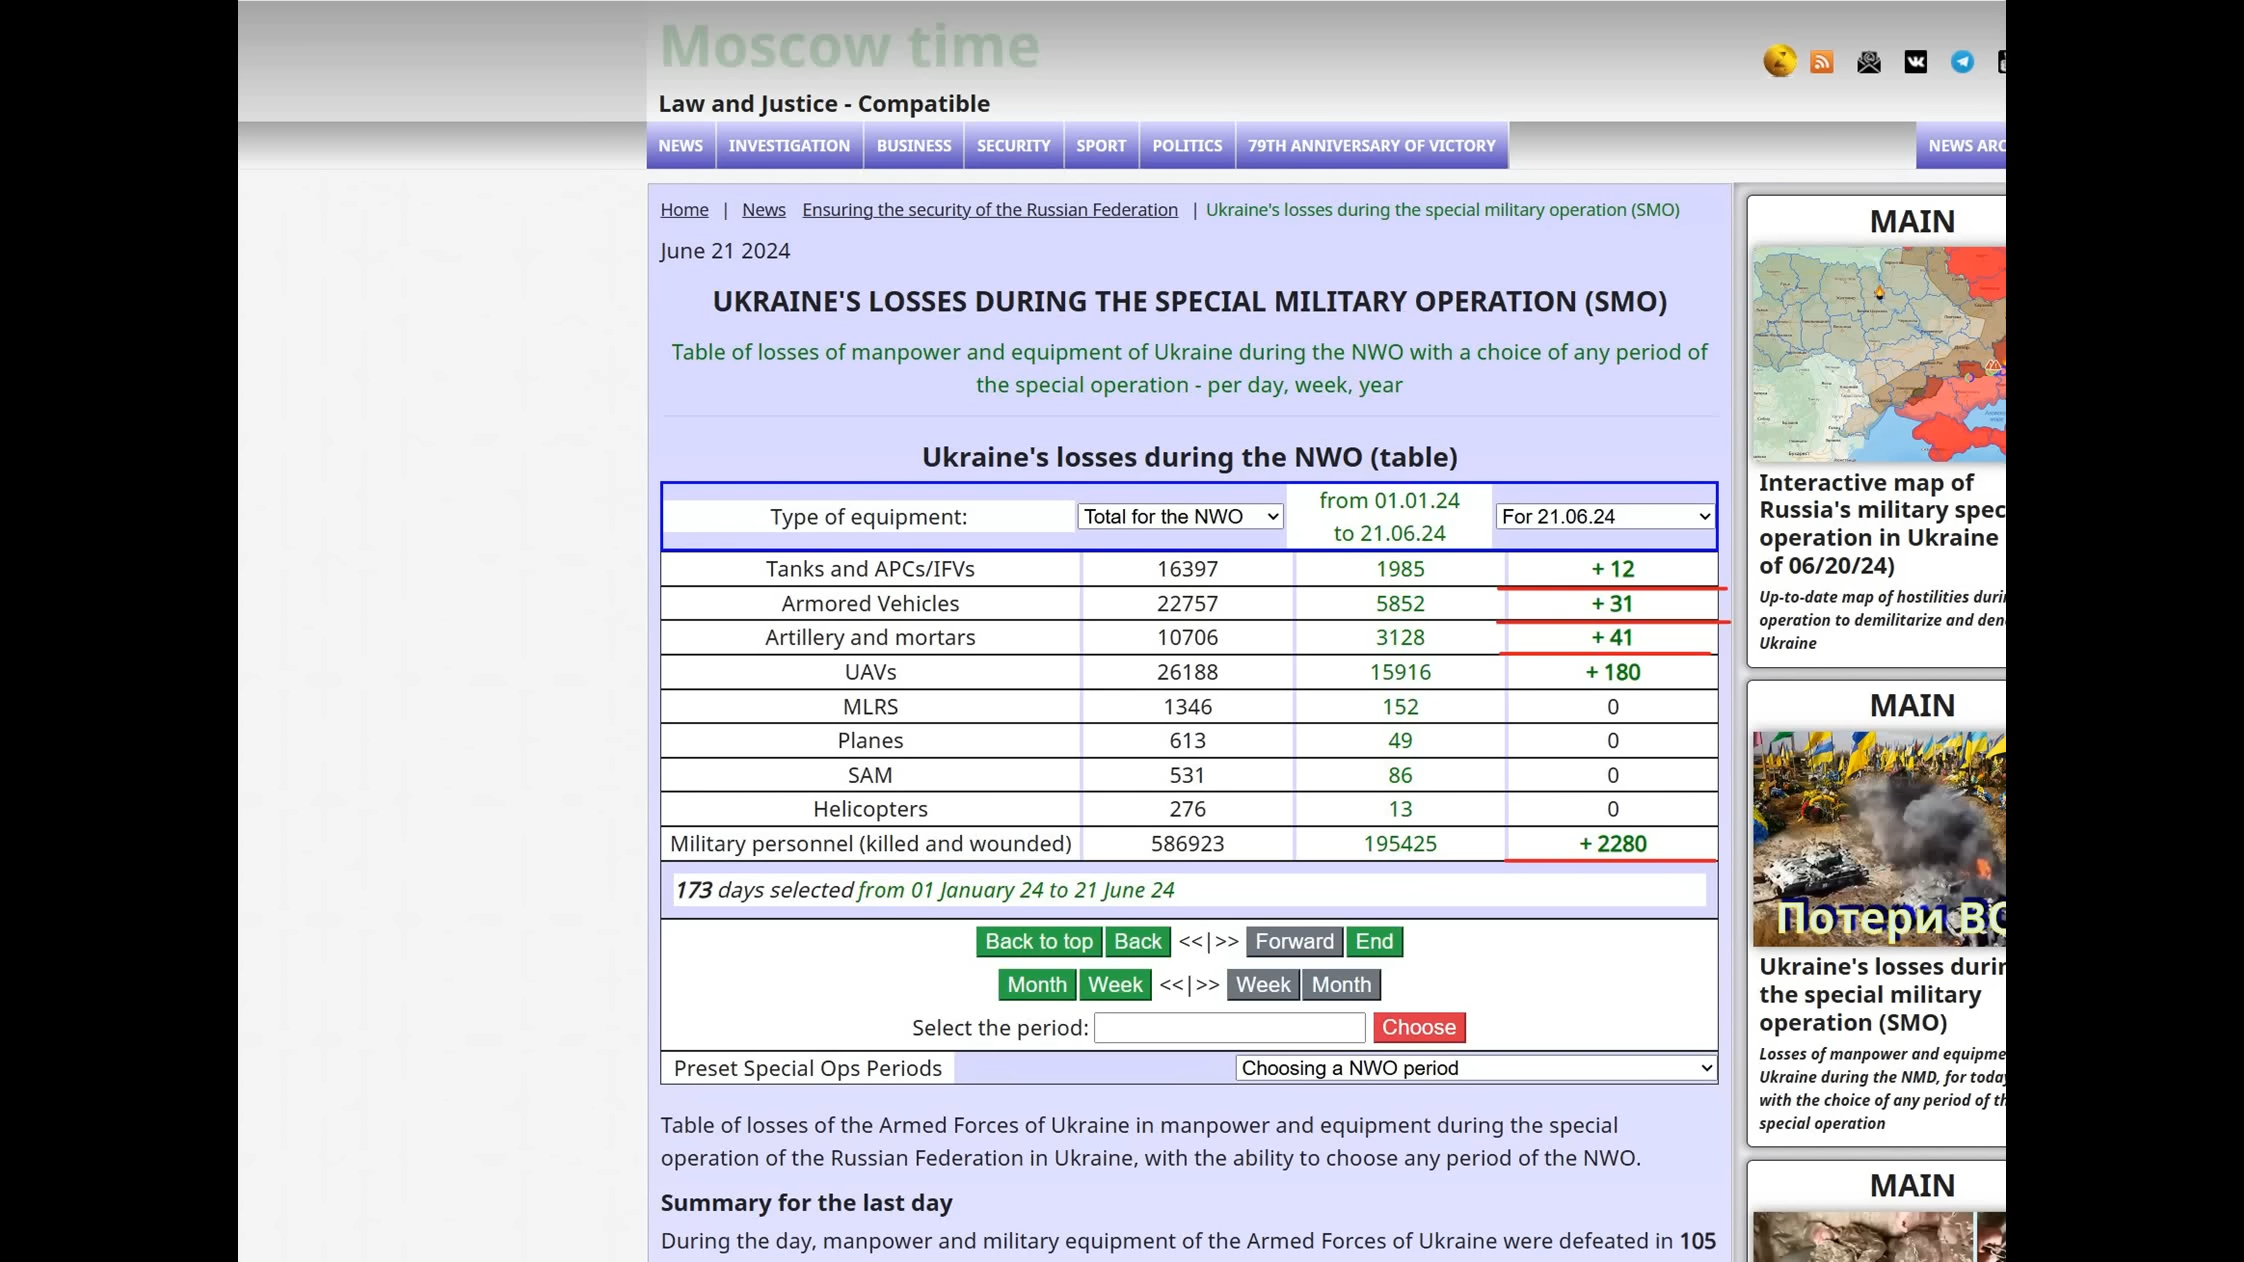 Moscow time
Law and Justice - Compatible
NEWS
INVESTIGATION
BUSINESS
SECURITY
SPORT
POLITICS
79TH ANNIVERSARY OF VICTORY
NEWS ARC
Home | News Ensuring the security of the Russian Federation | Ukraine's losses during the special military operation (SMO)
June 21 2024
UKRAINE'S LOSSES DURING THE SPECIAL MILITARY OPERATION (SMO)
Table of losses of manpower and equipment of Ukraine during the NWO with a choice of any period of
the special operation - per day, week, year
Ukraine's losses during the NWO (table)
Type of equipment: Total for the NWO from 01.01.24 to 21.06.24 For 21.06.24
Tanks and APCs/IFVs 16397 1985 + 12
Armored Vehicles 22757 5852 + 31
Artillery and mortars 10706 3128 + 41
UAVs 26188 15916 + 180
MLRS 1346 152 0
Planes 613 49 0
SAM 531 86 0
Helicopters 276 13 0
Military personnel (killed and wounded) 586923 195425 + 2280
173 days selected from 01 January 24 to 21 June 24
Back to top Back <<|>> Forward End
Month Week <<|>> Week Month
Select the period: Choose
Preset Special Ops Periods Choosing a NWO period
Table of losses of the Armed Forces of Ukraine in manpower and equipment during the special
operation of the Russian Federation in Ukraine, with the ability to choose any period of the NWO.
Summary for the last day
During the day, manpower and military equipment of the Armed Forces of Ukraine were defeated in 105
MAIN
Interactive map of
Russia's military spec
operation in Ukraine
of 06/20/24)
Up-to-date map of hostilities duri
operation to demilitarize and den
Ukraine
MAIN
Потери ВС
Ukraine's losses durin
the special military
operation (SMO)
Losses of manpower and equipme
Ukraine during the NMD, for today
with the choice of any period of th
special operation
MAIN